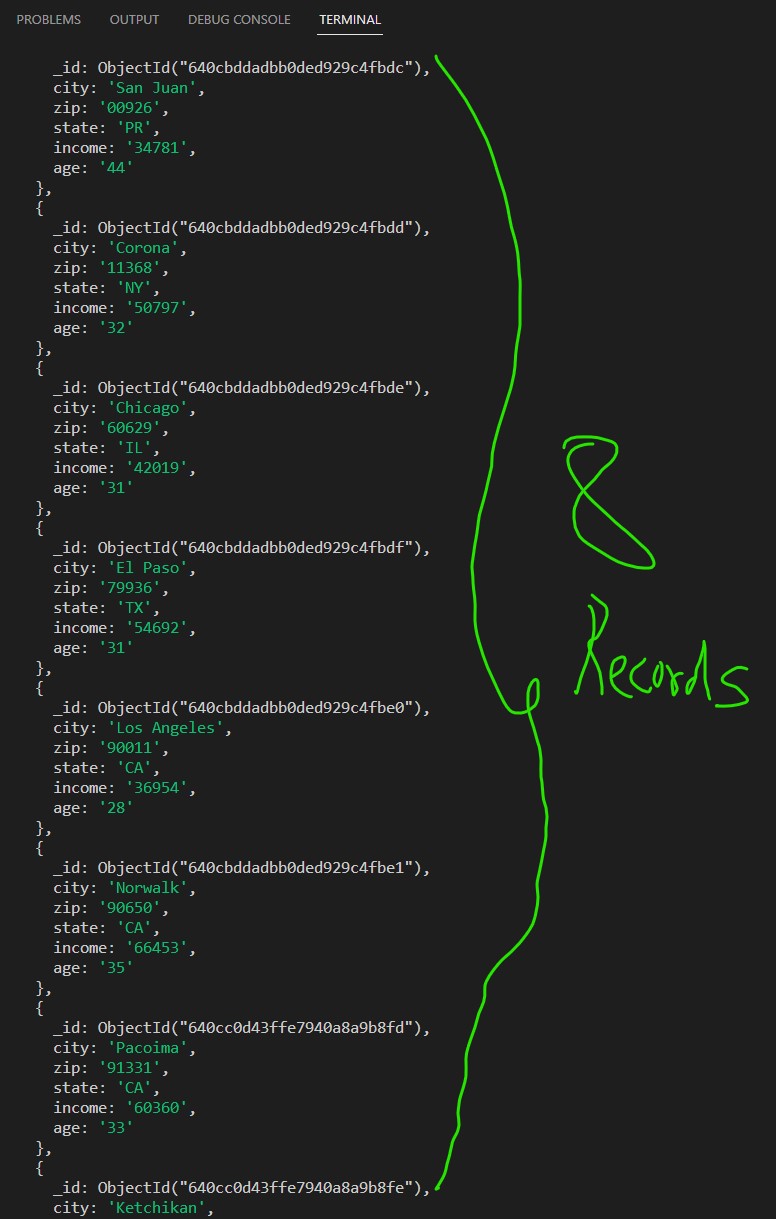 PROBLEMS OUTPUT DEBUG CONSOLE TERMINAL
_id: ObjectId("640cbddadbb0ded929c4fbdc"),
city: 'San Juan',
zip: '00926',
state: 'PR',
income: '34781',
age: '44'
},
{
_id: ObjectId("640cbddadbb0ded929c4fbdd"),
city: 'Corona',
zip: '11368',
state: 'NY',
income: '50797',
age: '32'
},
{
_id: ObjectId("640cbddadbb0ded929c4fbde"),
city: 'Chicago',
zip: '60629',
state: 'IL',
income: '42019',
age: '31'
},
{
_id: ObjectId("640cbddadbb0ded929c4fbdf"),
city: 'El Paso',
zip: '79936',
state: 'TX',
income: '54692',
age: '31'
},
{
_id: ObjectId("640cbddadbb0ded929c4fbe0"),
city: 'Los Angeles',
zip: '90011',
state: 'CA',
income: '36954',
age: '28'
},
{
_id: ObjectId("640cbddadbb0ded929c4fbe1"),
city: 'Norwalk',
zip: '90650',
state: 'CA',
income: '66453',
age: '35'
},
{
_id: ObjectId("640cc0d43ffe7940a8a9b8fd"),
city: 'Pacoima',
zip: '91331',
state: 'CA',
income: '60360',
age: '33'
},
{
_id: ObjectId("640cc0d43ffe7940a8a9b8fe"),
city: 'Ketchikan',
8
Records